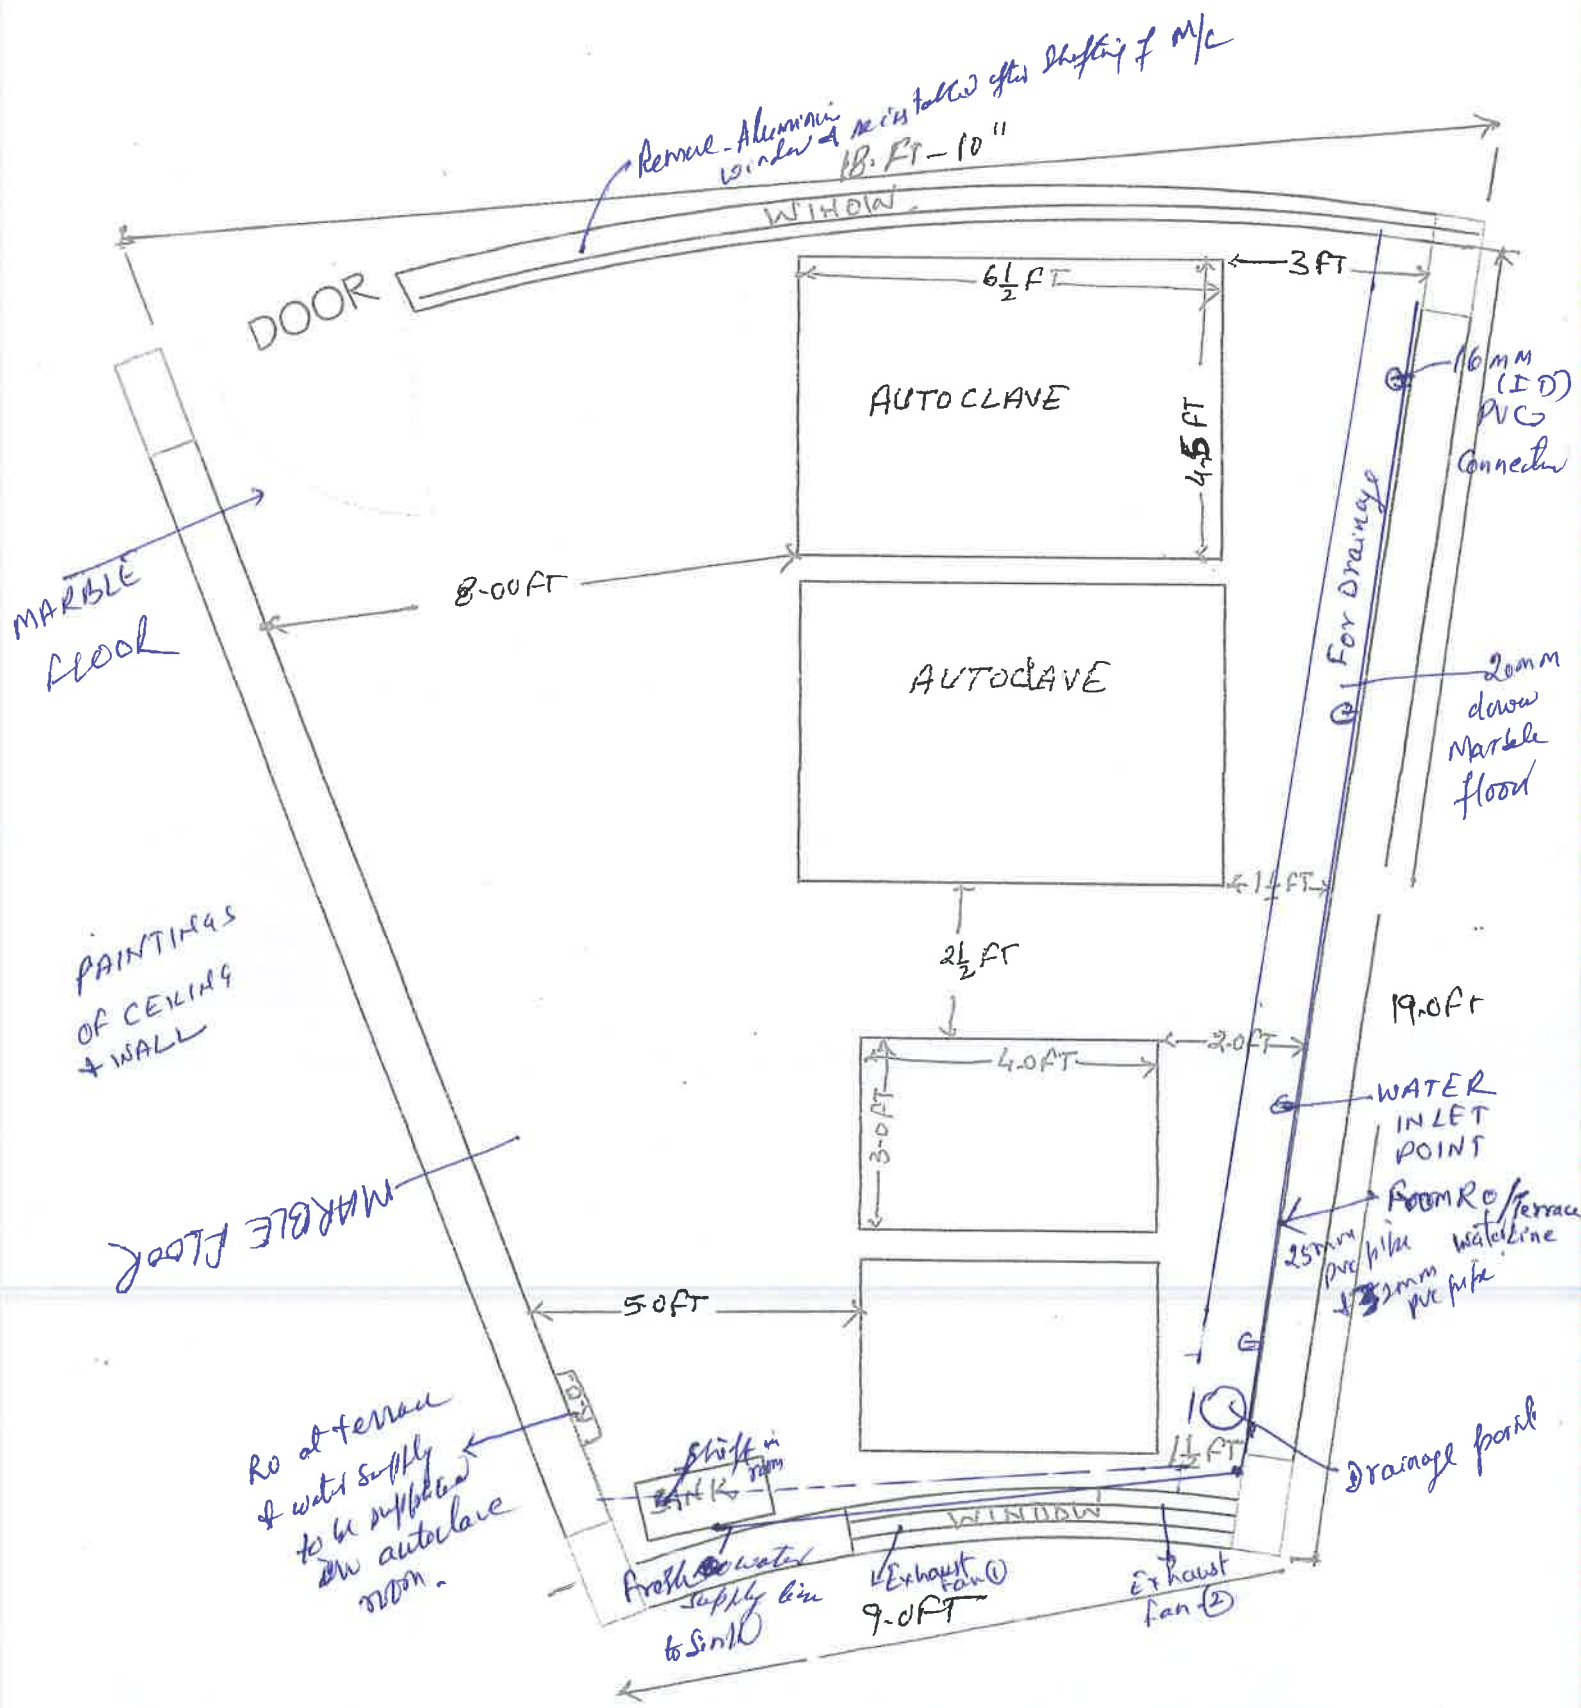 Remove Aluminium
window & reinstalled after Shifting of M/C
18. FT-10"
WIHOW.
DOOR
6 1/2 FT
3 FT
AUTOCLAVE
4.5 FT
16 mm
(ID)
PVC
Connector
For Drainage
MARBLE
FLOOR
8.00 FT
AUTOCLAVE
20mm
down
Marble
floor
1 1/2 FT
2 1/2 FT
PAINTINGS
OF CEILING
& WALL
19.0 Ft
4.0 FT
2.0 FT
3.0 FT
WATER
INLET
POINT
MARBLE FLOOR
FROM RO/Terrace
water Line
25mm
pvc pipe
& 32mm
pvc pipe
5.0 FT
R.O
RO at terrace
& water supply
to be supplied
in autoclave
room.
Shift in
room
SINK
1 1/2 FT
Drainage point
WINDOW
Fresh water
supply line
to Sink
Exhaust
Fan ①
Exhaust
fan-②
9.0 FT